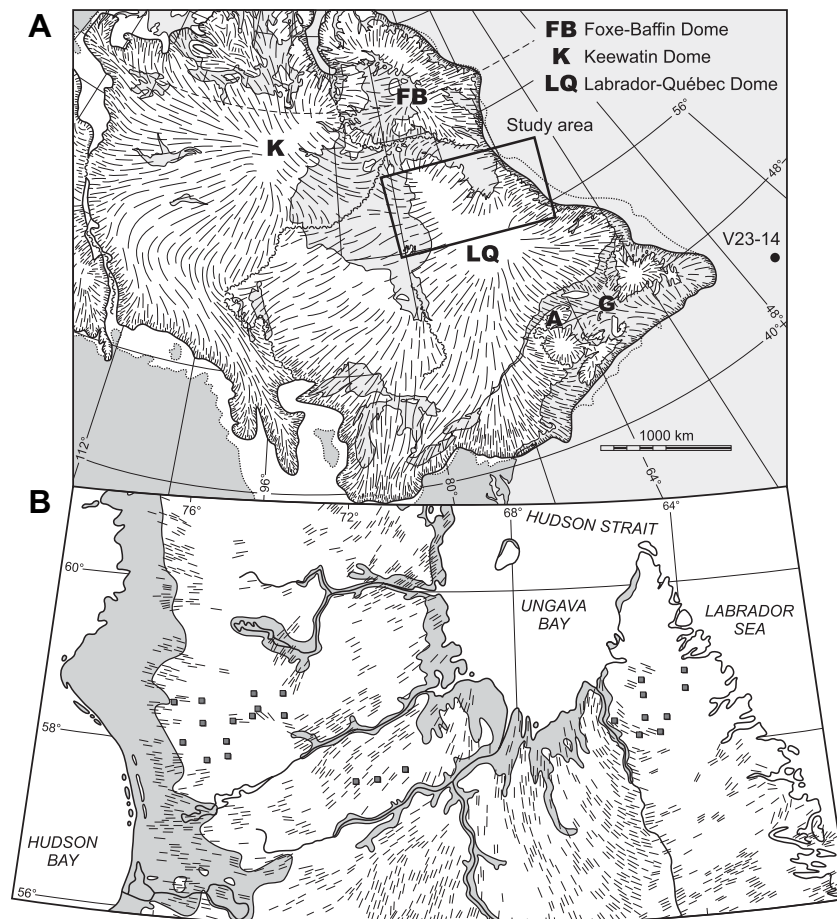 A
FB Foxe-Baffin Dome
K Keewatin Dome
LQ Labrador-Québec Dome
FB
Study area
56°
K
48°
V23-14
LQ
G
A
48°
40°
1000 km
112°
96°
80°
64°
B
76°
72°
68°
64°
HUDSON STRAIT
60°
UNGAVA
BAY
LABRADOR
SEA
58°
HUDSON
BAY
56°